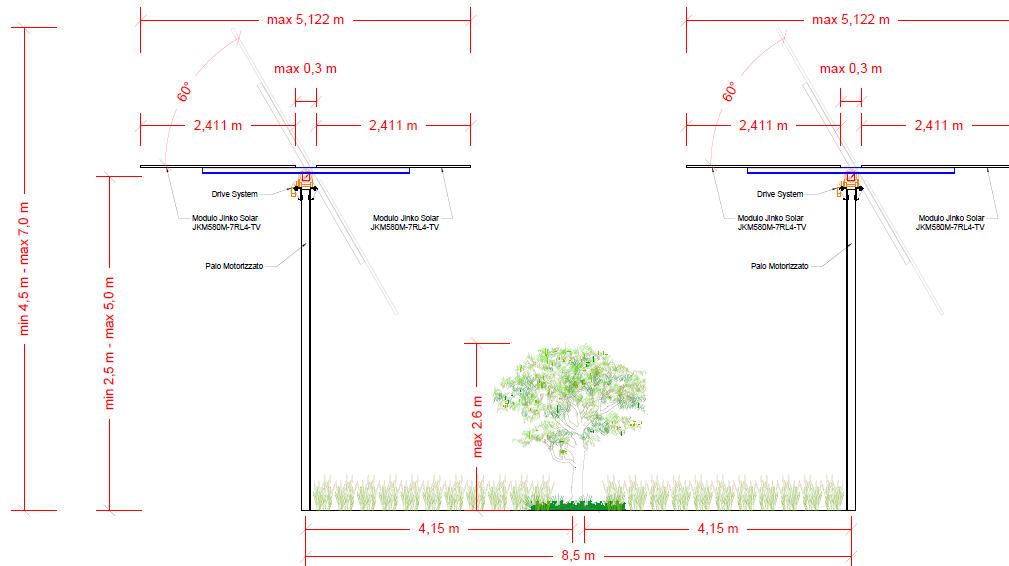 max 5,122 m
max 5,122 m
max 0,3 m
max 0,3 m
60°
60°
2,411 m
2,411 m
2,411 m
2,411 m
Drive System
Drive System
Modulo Jinko Solar
JKM580M-7RL4-TV
Modulo Jinko Solar
JKM580M-7RL4-TV
Modulo Jinko Solar
JKM580M-7RL4-TV
Modulo Jinko Solar
JKM580M-7RL4-TV
Palo Motorizzato
Palo Motorizzato
min 4,5 m - max 7,0 m
min 2,5 m - max 5,0 m
max 2.6 m
4,15 m
4,15 m
8,5 m